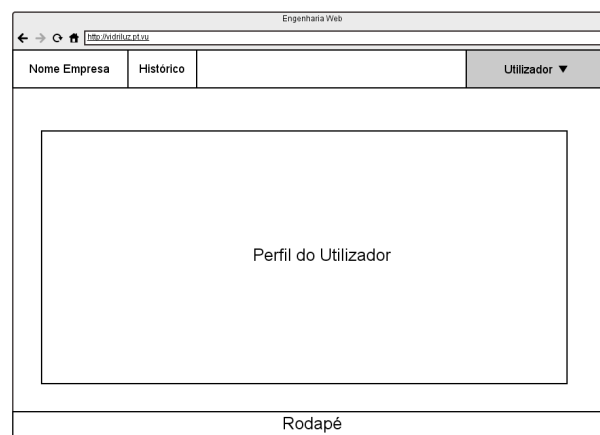 Engenharia Web
http://vidriluz.pt.vu
Nome Empresa
Histórico
Utilizador ▼
Perfil do Utilizador
Rodapé